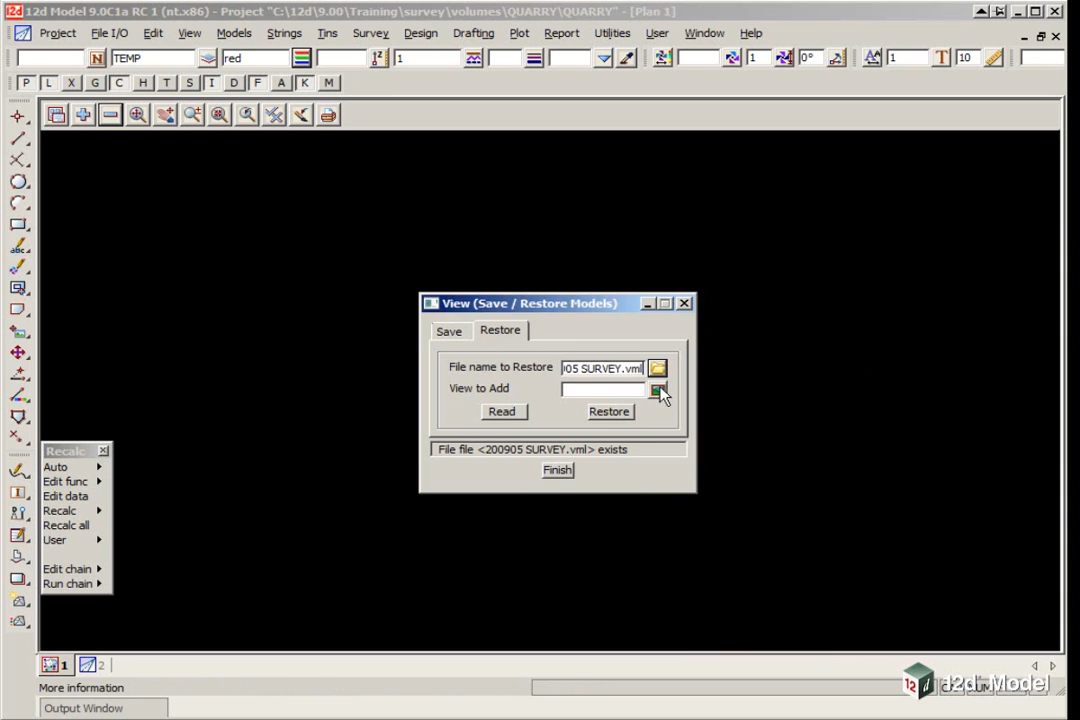 12d Model 9.0C1a RC 1 (nt.x86) - Project "C:\12d\9.00\Training\survey\volumes\QUARRY\QUARRY" - [Plan 1]
Project File I/O Edit View Models Strings Tins Survey Design Drafting Plot Report Utilities User Window Help
N TEMP red 1 1 0° 1 T 10
P L X G C H T S I D F A K M
View (Save / Restore Models)
Save Restore
File name to Restore 05 SURVEY.vml
View to Add
Read Restore
File file <200905 SURVEY.vml> exists
Finish
Recalc
Auto
Edit func
Edit data
Recalc
Recalc all
User
Edit chain
Run chain
1 2
More information
12d Model
Output Window